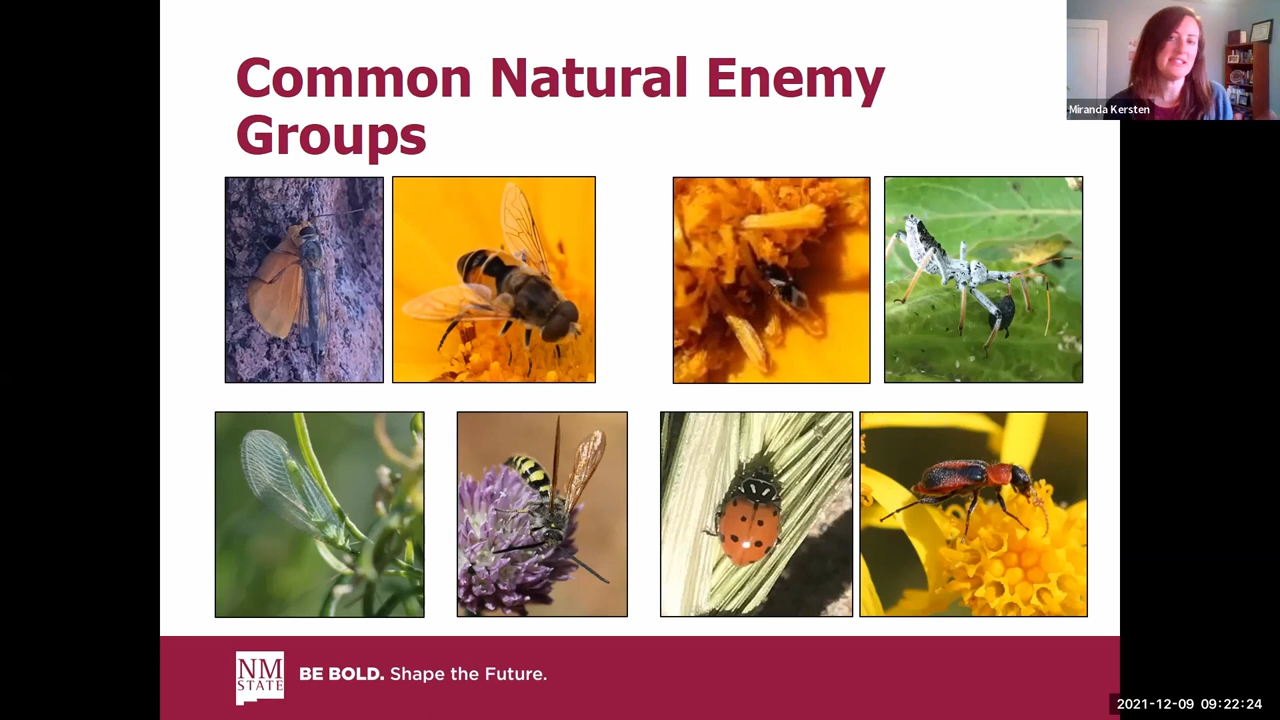 Common Natural Enemy
Groups
Miranda Kersten
NM
STATE
BE BOLD. Shape the Future.
2021-12-09 09:22:24